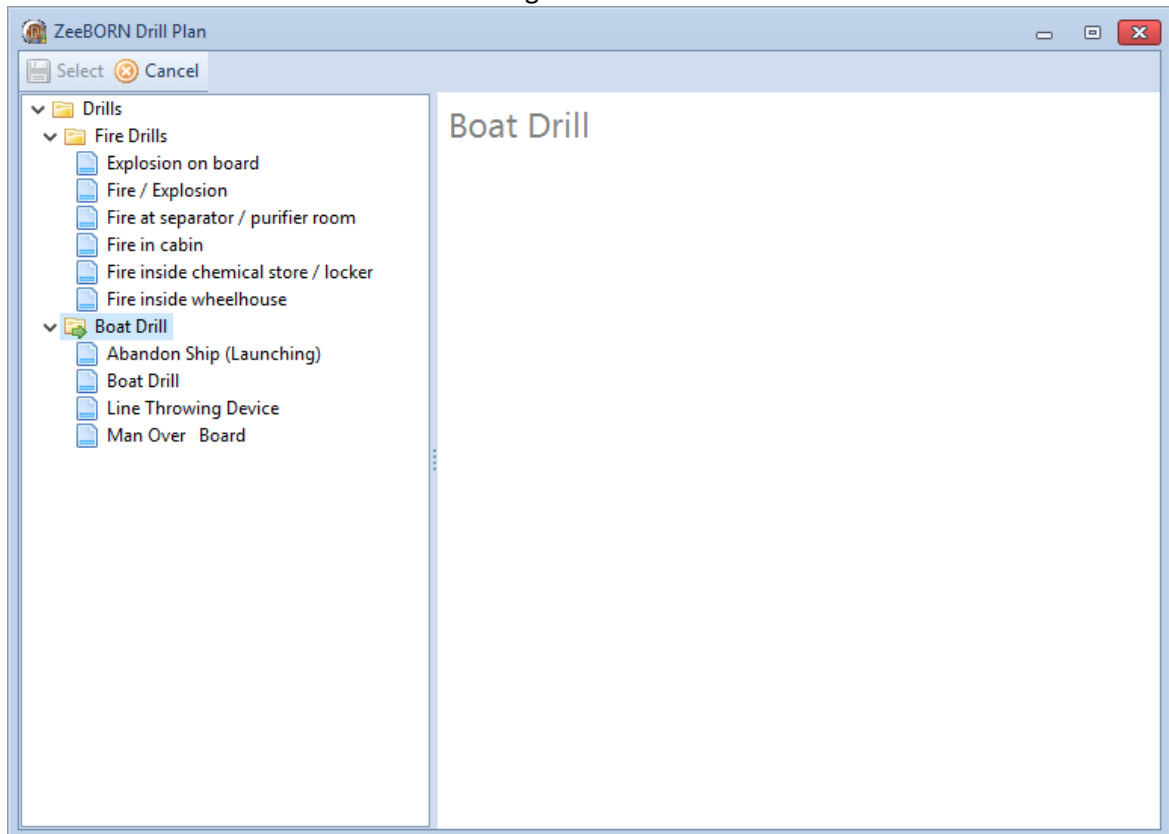 ZeeBORN Drill Plan
Select Cancel
Drills
Fire Drills
Explosion on board
Fire / Explosion
Fire at separator / purifier room
Fire in cabin
Fire inside chemical store / locker
Fire inside wheelhouse
Boat Drill
Abandon Ship (Launching)
Boat Drill
Line Throwing Device
Man Over  Board
Boat Drill